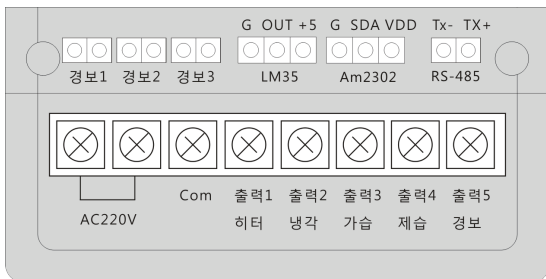 G OUT +5 G SDA VDD Tx- TX+
경보1 경보2 경보3 LM35 Am2302 RS-485
Com 출력1 출력2 출력3 출력4 출력5
AC220V 히터 냉각 가습 제습 경보